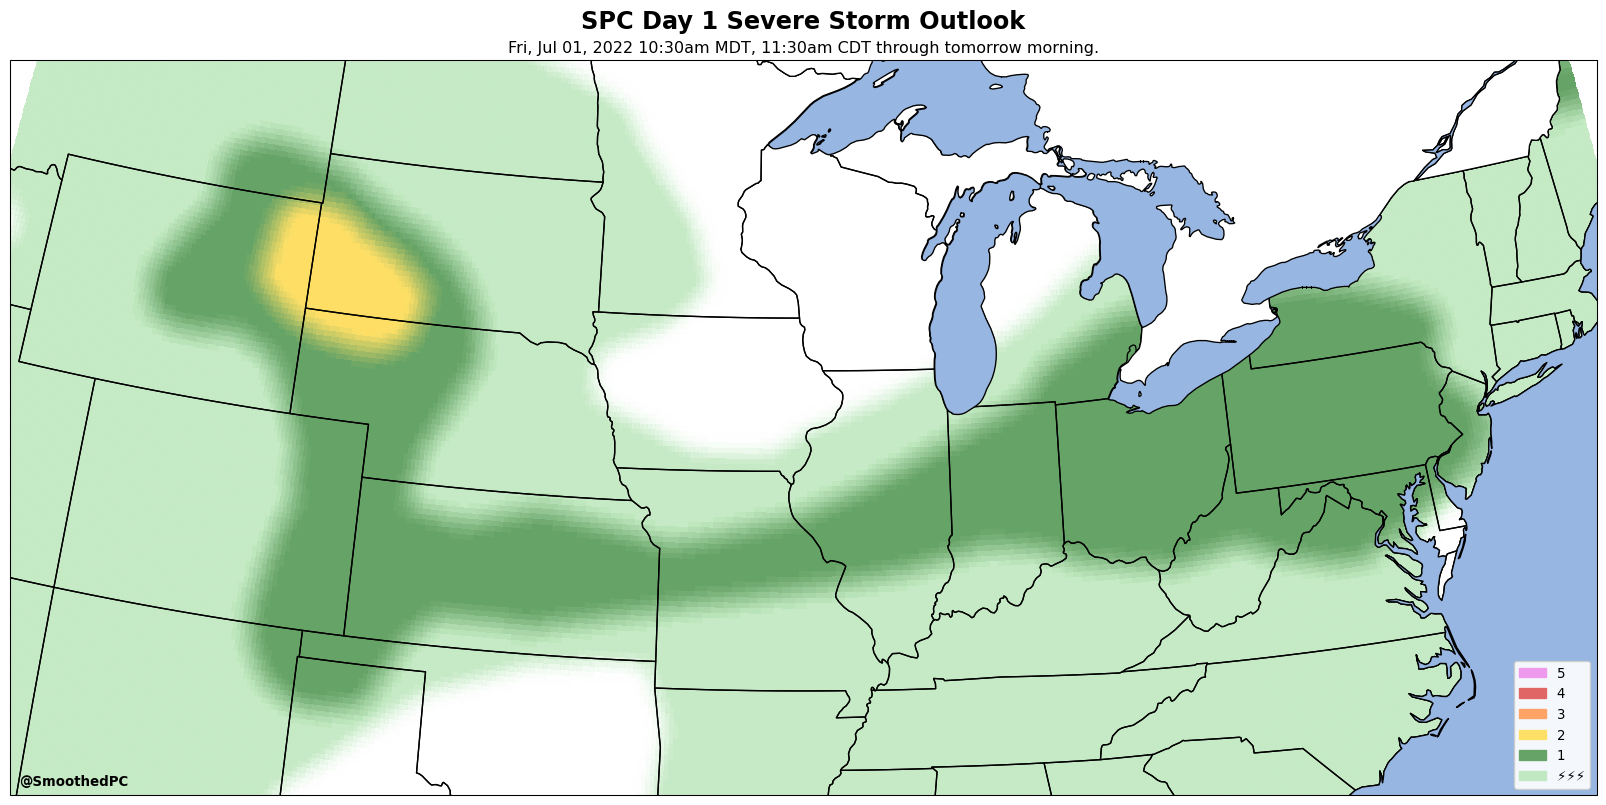 SPC Day 1 Severe Storm Outlook
Fri, Jul 01, 2022 10:30am MDT, 11:30am CDT through tomorrow morning.
5
4
3
2
1
⚡⚡⚡
@SmoothedPC